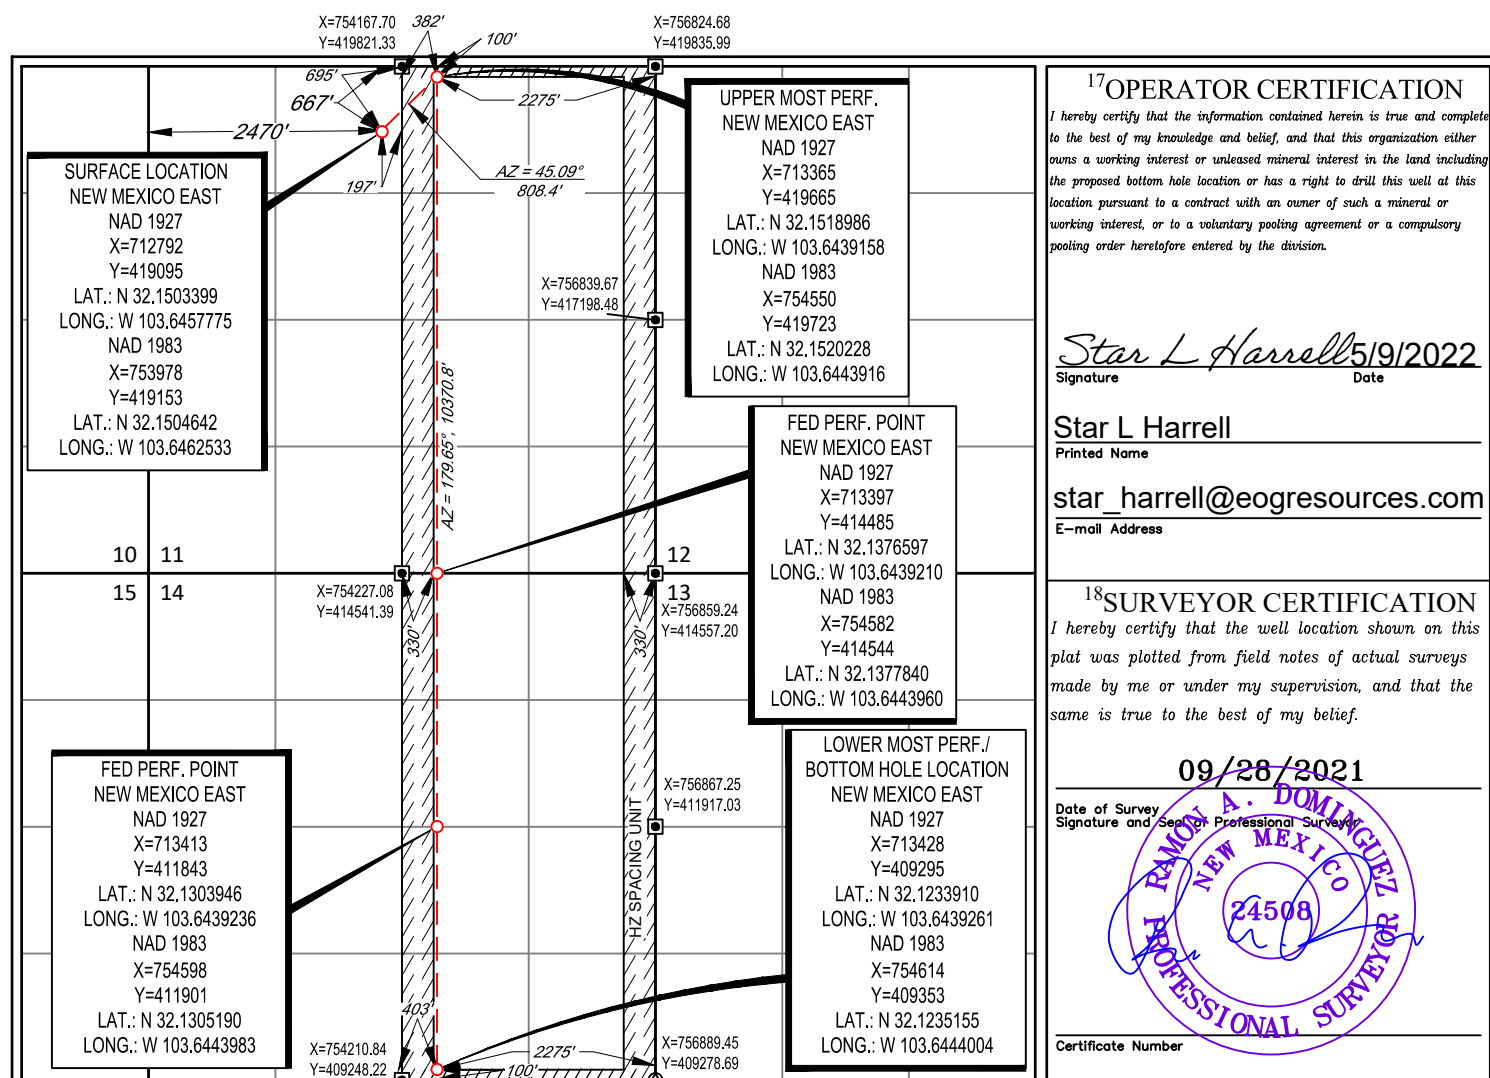 X=754167.70
Y=419821.33
382'
100'
X=756824.68
Y=419835.99
695'
667'
2470'
2275'
197'
AZ = 45.09°
808.4'
SURFACE LOCATION
NEW MEXICO EAST
NAD 1927
X=712792
Y=419095
LAT.: N 32.1503399
LONG.: W 103.6457775
NAD 1983
X=753978
Y=419153
LAT.: N 32.1504642
LONG.: W 103.6462533
UPPER MOST PERF.
NEW MEXICO EAST
NAD 1927
X=713365
Y=419665
LAT.: N 32.1518986
LONG.: W 103.6439158
NAD 1983
X=754550
Y=419723
LAT.: N 32.1520228
LONG.: W 103.6443916
X=756839.67
Y=417198.48
AZ = 179.65°, 10370.8'
FED PERF. POINT
NEW MEXICO EAST
NAD 1927
X=713397
Y=414485
LAT.: N 32.1376597
LONG.: W 103.6439210
NAD 1983
X=754582
Y=414544
LAT.: N 32.1377840
LONG.: W 103.6443960
10 11
15 14
12
13
X=754227.08
Y=414541.39
330'
330'
X=756859.24
Y=414557.20
FED PERF. POINT
NEW MEXICO EAST
NAD 1927
X=713413
Y=411843
LAT.: N 32.1303946
LONG.: W 103.6439236
NAD 1983
X=754598
Y=411901
LAT.: N 32.1305190
LONG.: W 103.6443983
X=756867.25
Y=411917.03
HZ SPACING UNIT
LOWER MOST PERF./
BOTTOM HOLE LOCATION
NEW MEXICO EAST
NAD 1927
X=713428
Y=409295
LAT.: N 32.1233910
LONG.: W 103.6439261
NAD 1983
X=754614
Y=409353
LAT.: N 32.1235155
LONG.: W 103.6444004
403'
X=754210.84
Y=409248.22
2275'
100'
X=756889.45
Y=409278.69
17OPERATOR CERTIFICATION
I hereby certify that the information contained herein is true and complete
to the best of my knowledge and belief, and that this organization either
owns a working interest or unleased mineral interest in the land including
the proposed bottom hole location or has a right to drill this well at this
location pursuant to a contract with an owner of such a mineral or
working interest, or to a voluntary pooling agreement or a compulsory
pooling order heretofore entered by the division.
Star L Harrell 5/9/2022
Signature Date
Star L Harrell
Printed Name
star_harrell@eogresources.com
E-mail Address
18SURVEYOR CERTIFICATION
I hereby certify that the well location shown on this
plat was plotted from field notes of actual surveys
made by me or under my supervision, and that the
same is true to the best of my belief.
09/28/2021
Date of Survey
Signature and Seal of Professional Surveyor
RAMON A. DOMINGUEZ
NEW MEXICO
24508
PROFESSIONAL SURVEYOR
Certificate Number